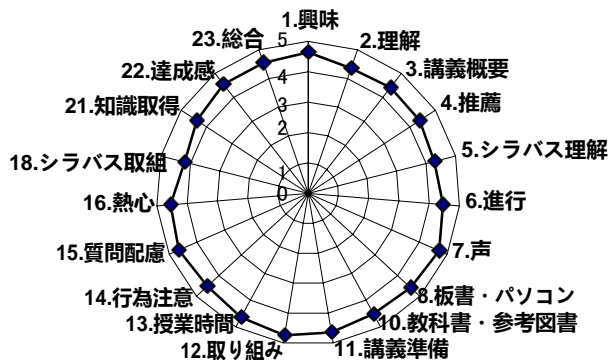 1.興味
2.理解
3.講義概要
4.推薦
5.シラバス理解
6.進行
7.声
8.板書・パソコン
10.教科書・参考図書
11.講義準備
12.取り組み
13.授業時間
14.行為注意
15.質問配慮
16.熱心
18.シラバス取組
21.知識取得
22.達成感
23.総合
5
4
3
2
1
0